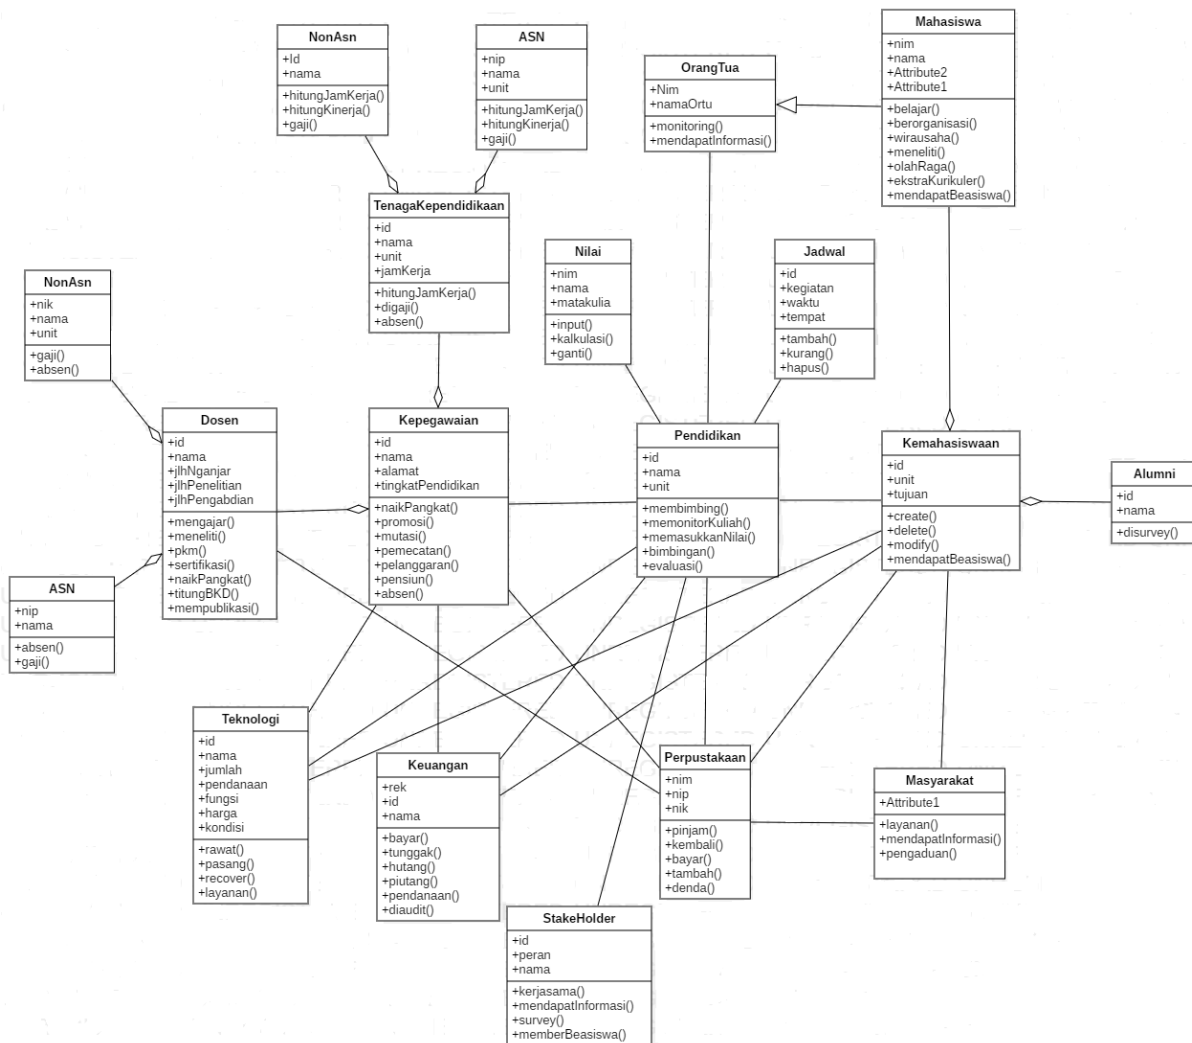 NonAsn
+Id
+nama
+hitungJamKerja()
+hitungKinerja()
+gaji()
ASN
+nip
+nama
+unit
+hitungJamKerja()
+hitungKinerja()
+gaji()
OrangTua
+Nim
+namaOrtu
+monitoring()
+mendapatInformasi()
Mahasiswa
+nim
+nama
+Attribute2
+Attribute1
+belajar()
+berorganisasi()
+wirausaha()
+meneliti()
+olahRaga()
+ekstraKurikuler()
+mendapatBeasiswa()
TenagaKependidikaan
+id
+nama
+unit
+jamKerja
+hitungJamKerja()
+digaji()
+absen()
Nilai
+nim
+nama
+matakulia
+input()
+kalkulasi()
+ganti()
Jadwal
+id
+kegiatan
+waktu
+tempat
+tambah()
+kurang()
+hapus()
NonAsn
+nik
+nama
+unit
+gaji()
+absen()
Dosen
+id
+nama
+jlhNganjar
+jlhPenelitian
+jlhPengabdian
+mengajar()
+meneliti()
+pkm()
+sertifikasi()
+naikPangkat()
+titungBKD()
+mempublikasi()
Kepegawaian
+id
+nama
+alamat
+tingkatPendidikan
+naikPangkat()
+promosi()
+mutasi()
+pemecatan()
+pelanggaran()
+pensiun()
+absen()
Pendidikan
+id
+nama
+unit
+membimbing()
+memonitorKuliah()
+memasukkanNilai()
+bimbingan()
+evaluasi()
Kemahasiswaan
+id
+unit
+tujuan
+create()
+delete()
+modify()
+mendapatBeasiswa()
Alumni
+id
+nama
+disurvey()
ASN
+nip
+nama
+absen()
+gaji()
Teknologi
+id
+nama
+jumlah
+pendanaan
+fungsi
+harga
+kondisi
+rawat()
+pasang()
+recover()
+layanan()
Keuangan
+rek
+id
+nama
+bayar()
+tunggak()
+hutang()
+piutang()
+pendanaan()
+diaudit()
Perpustakaan
+nim
+nip
+nik
+pinjam()
+kembali()
+bayar()
+tambah()
+denda()
Masyarakat
+Attribute1
+layanan()
+mendapatInformasi()
+pengaduan()
StakeHolder
+id
+peran
+nama
+kerjasama()
+mendapatInformasi()
+survey()
+memberBeasiswa()